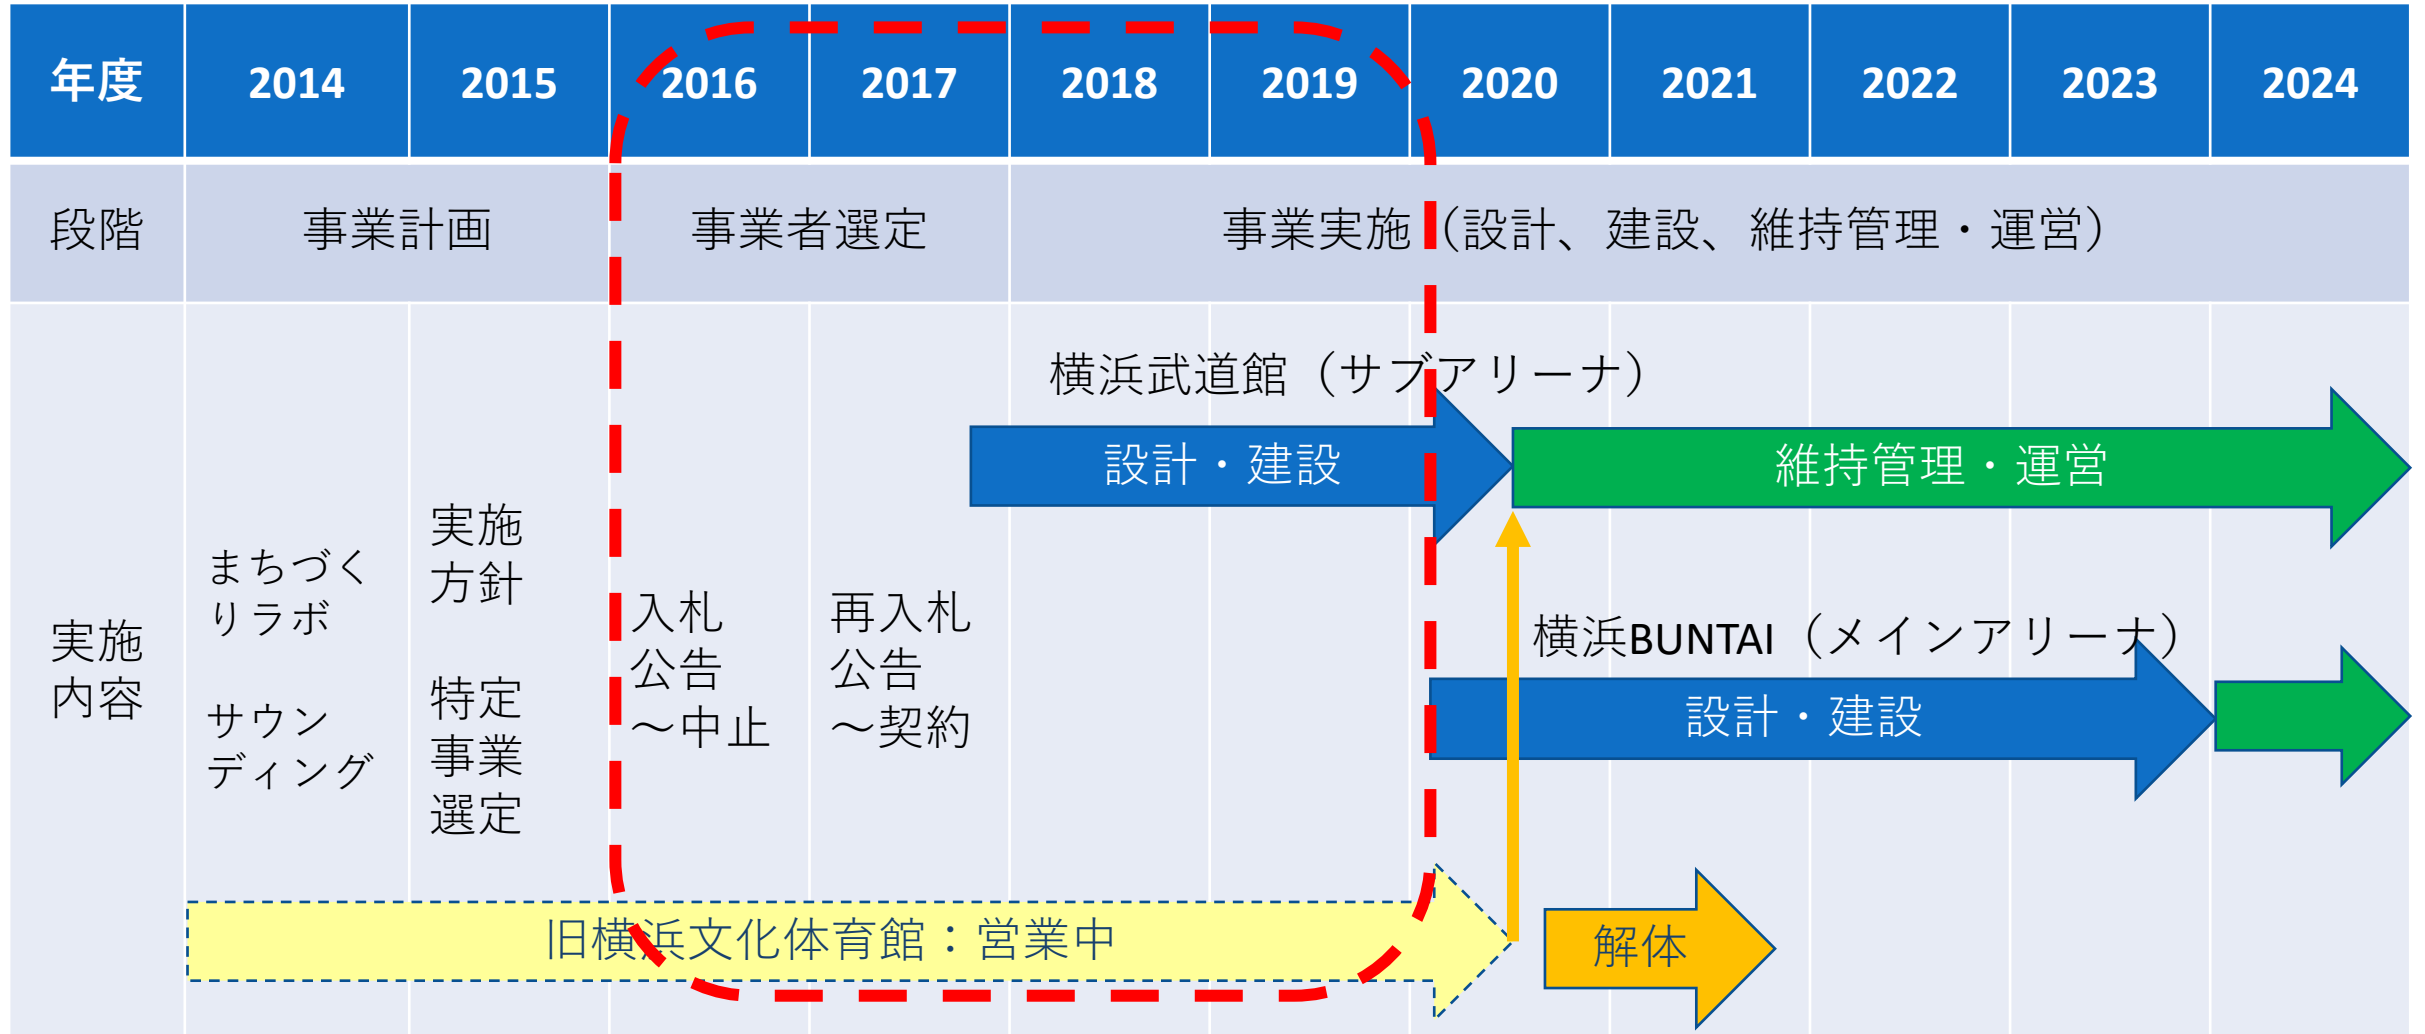 年度 2014 2015 2016 2017 2018 2019 2020 2021 2022 2023 2024
段階 事業計画 事業者選定 事業実施（設計、建設、維持管理・運営）
実施
内容
まちづく
りラボ
サウン
ディング
実施
方針
特定
事業
選定
入札
公告
～中止
再入札
公告
～契約
横浜武道館（サブアリーナ）
設計・建設 維持管理・運営
横浜BUNTAI（メインアリーナ）
設計・建設
旧横浜文化体育館：営業中 解体